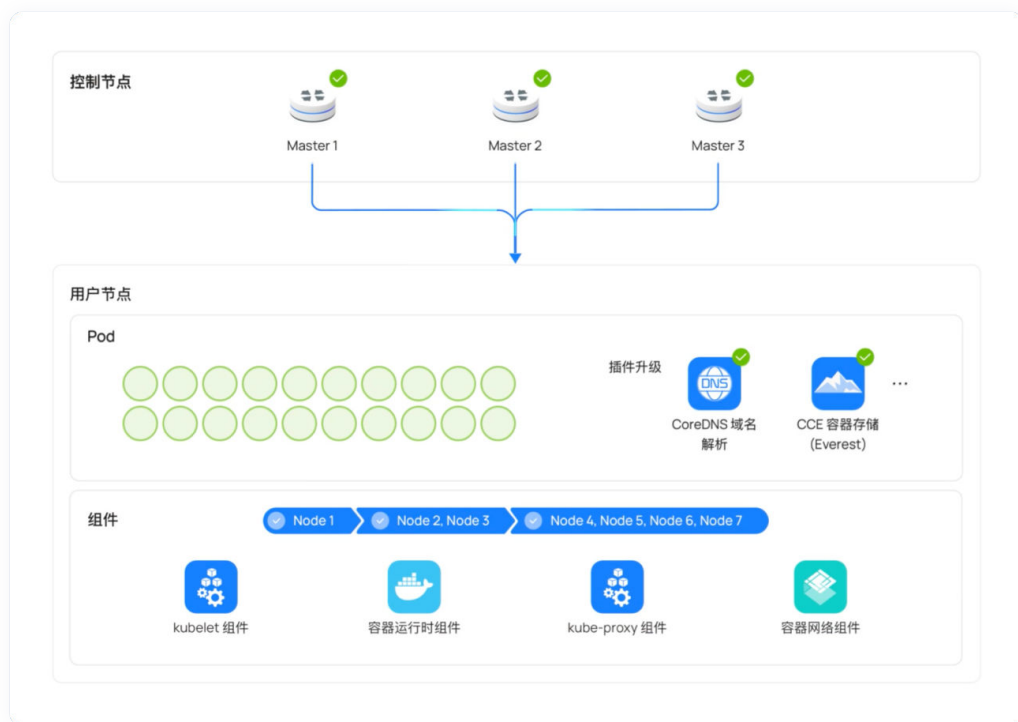 控制节点
Master 1
Master 2
Master 3
用户节点
Pod
插件升级
DNS
CoreDNS 域名
解析
CCE 容器存储
(Everest)
...
组件
Node 1
Node 2, Node 3
Node 4, Node 5, Node 6, Node 7
kubelet 组件
容器运行时组件
kube-proxy 组件
容器网络组件